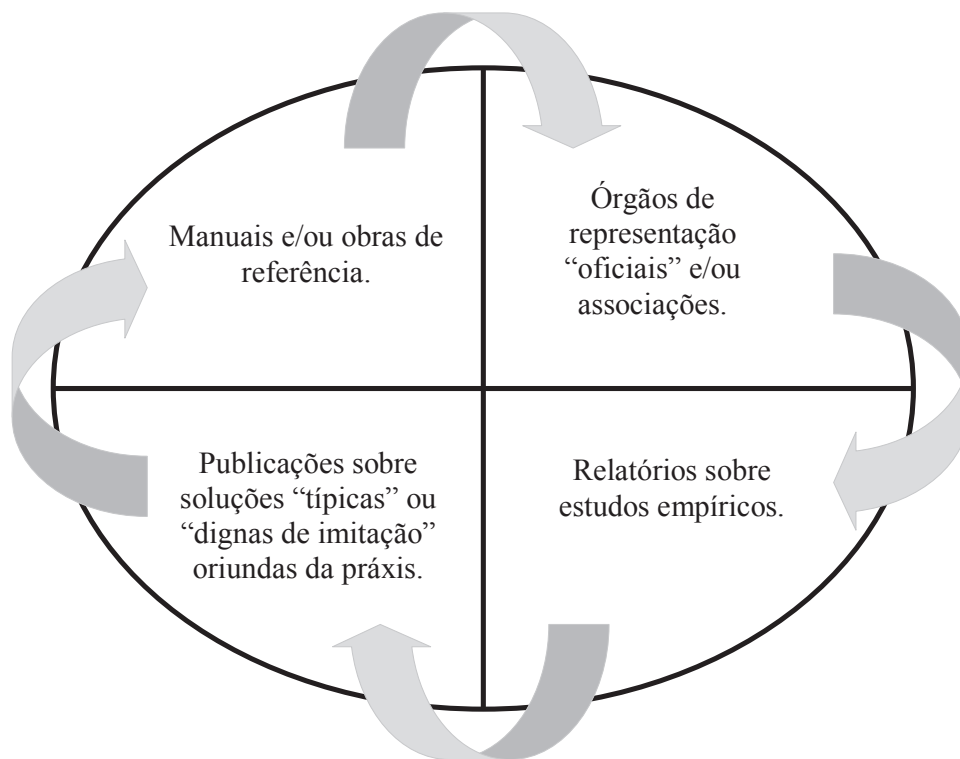 Manuais e/ou obras de
referência.
Órgãos de
representação
“oficiais” e/ou
associações.
Publicações sobre
soluções “típicas” ou
“dignas de imitação”
oriundas da práxis.
Relatórios sobre
estudos empíricos.